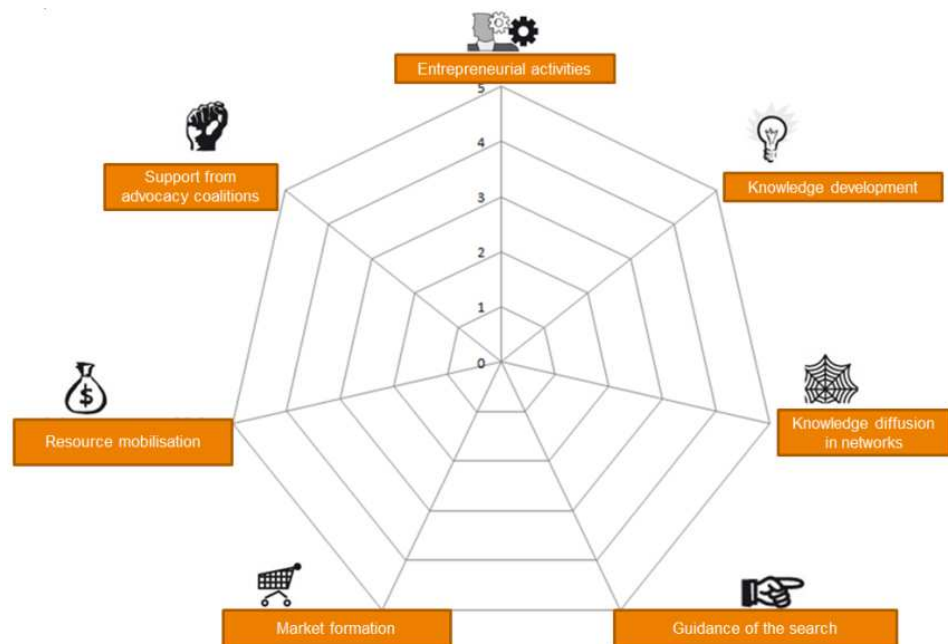 Entrepreneurial activities
5
4
3
2
1
0
Support from
advocacy coalitions
Knowledge development
$
Resource mobilisation
Knowledge diffusion
in networks
Market formation
Guidance of the search